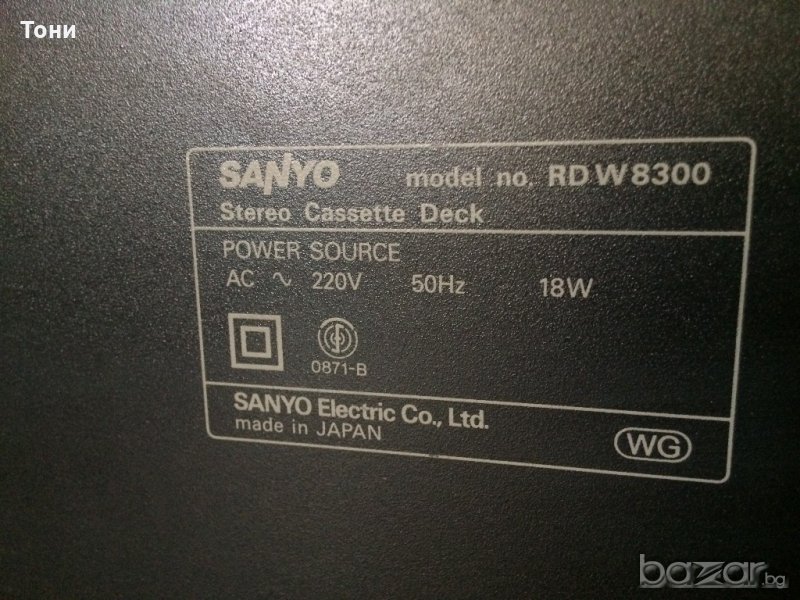 Тони
SANYO model no. RD W8300
Stereo Cassette Deck
POWER SOURCE
AC ∿ 220V 50Hz 18W
0871-B
SANYO Electric Co., Ltd.
made in JAPAN
WG
bazar.bg